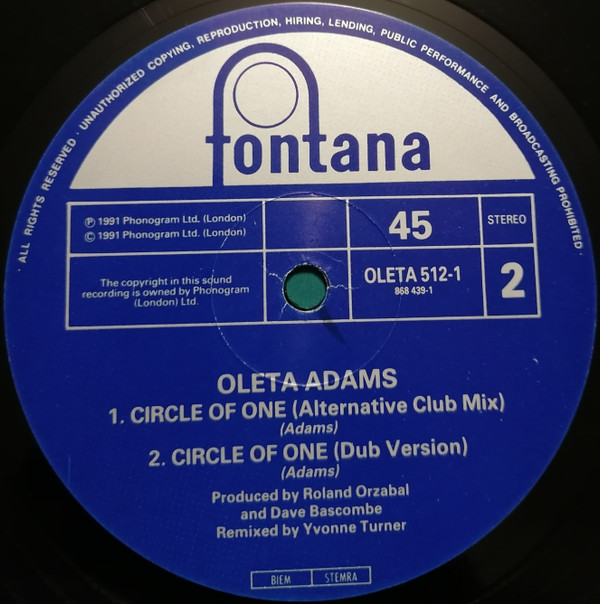 · ALL RIGHTS RESERVED · UNAUTHORIZED COPYING, REPRODUCTION, HIRING, LENDING, PUBLIC PERFORMANCE AND BROADCASTING PROHIBITED ·
fontana
℗ 1991 Phonogram Ltd. (London)
© 1991 Phonogram Ltd. (London)
45
STEREO
The copyright in this sound
recording is owned by Phonogram
(London) Ltd.
OLETA 512-1
868 439-1
2
OLETA ADAMS
1. CIRCLE OF ONE (Alternative Club Mix)
(Adams)
2. CIRCLE OF ONE (Dub Version)
(Adams)
Produced by Roland Orzabal
and Dave Bascombe
Remixed by Yvonne Turner
BIEM STEMRA